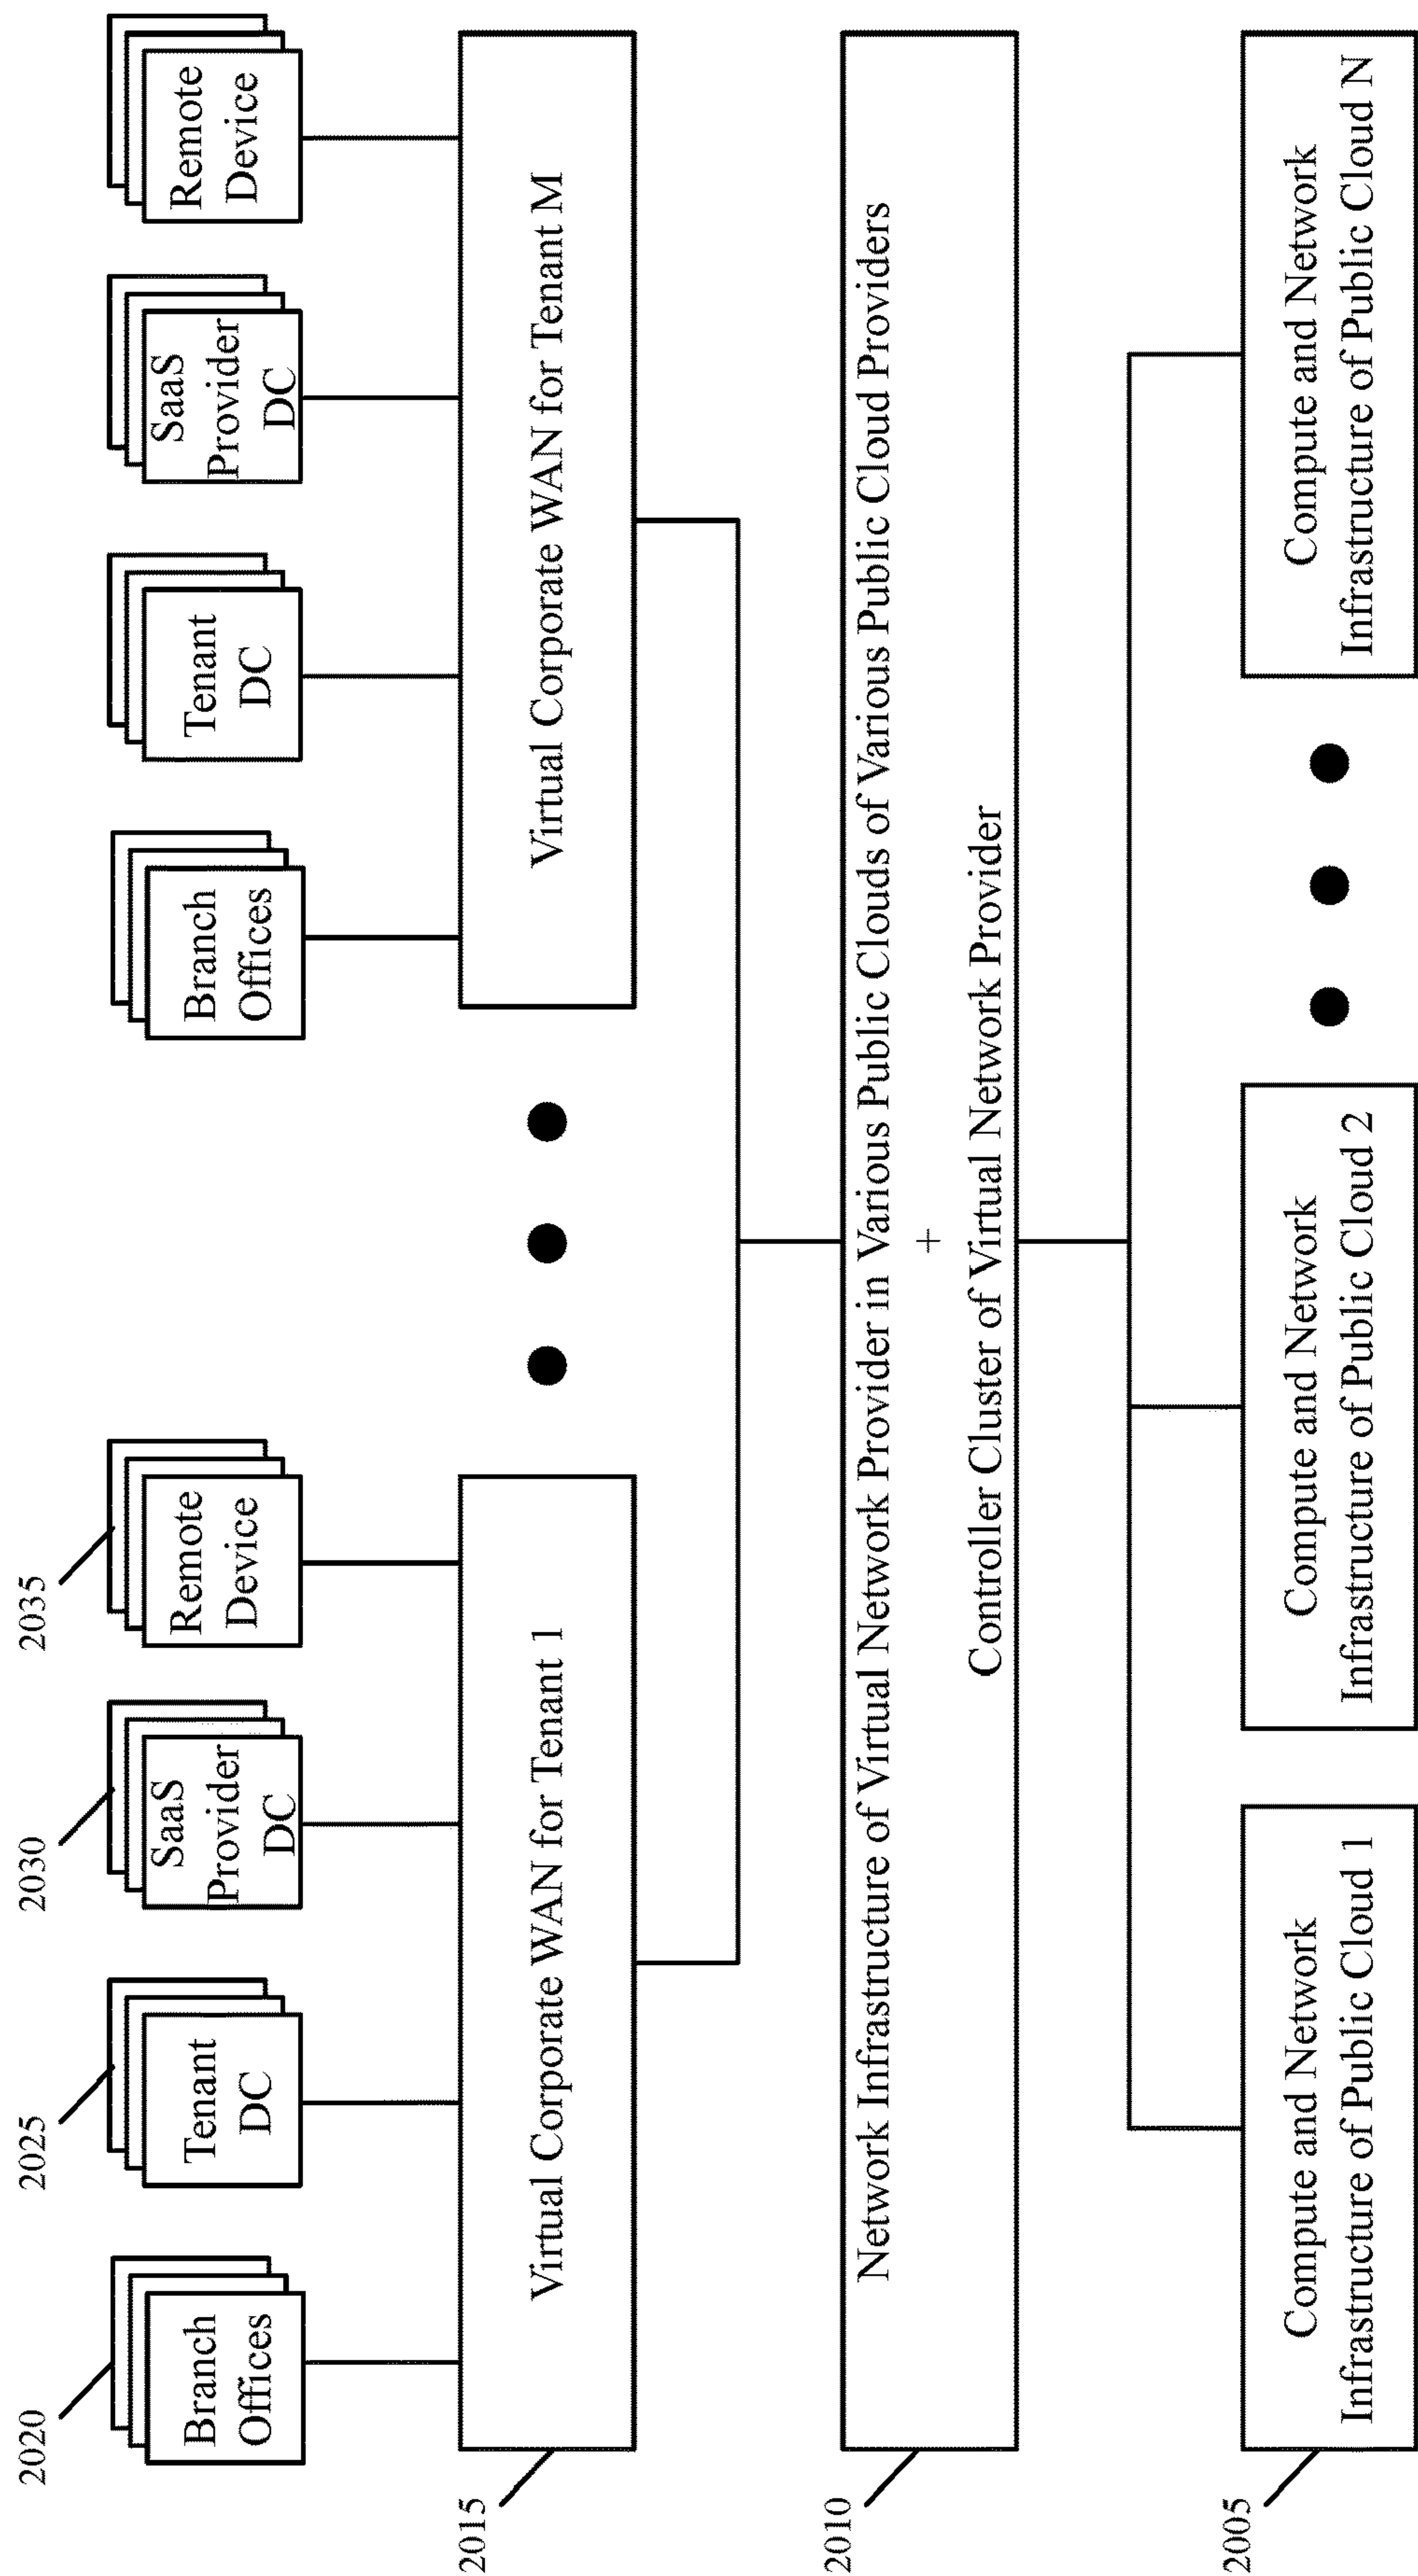 2020
2025
2030
2035
Branch
Offices
Tenant
DC
SaaS
Provider
DC
Remote
Device
Branch
Offices
Tenant
DC
SaaS
Provider
DC
Remote
Device
2015
Virtual Corporate WAN for Tenant 1
Virtual Corporate WAN for Tenant M
2010
Network Infrastructure of Virtual Network Provider in Various Public Clouds of Various Public Cloud Providers
+
Controller Cluster of Virtual Network Provider
2005
Compute and Network
Infrastructure of Public Cloud 1
Compute and Network
Infrastructure of Public Cloud 2
Compute and Network
Infrastructure of Public Cloud N